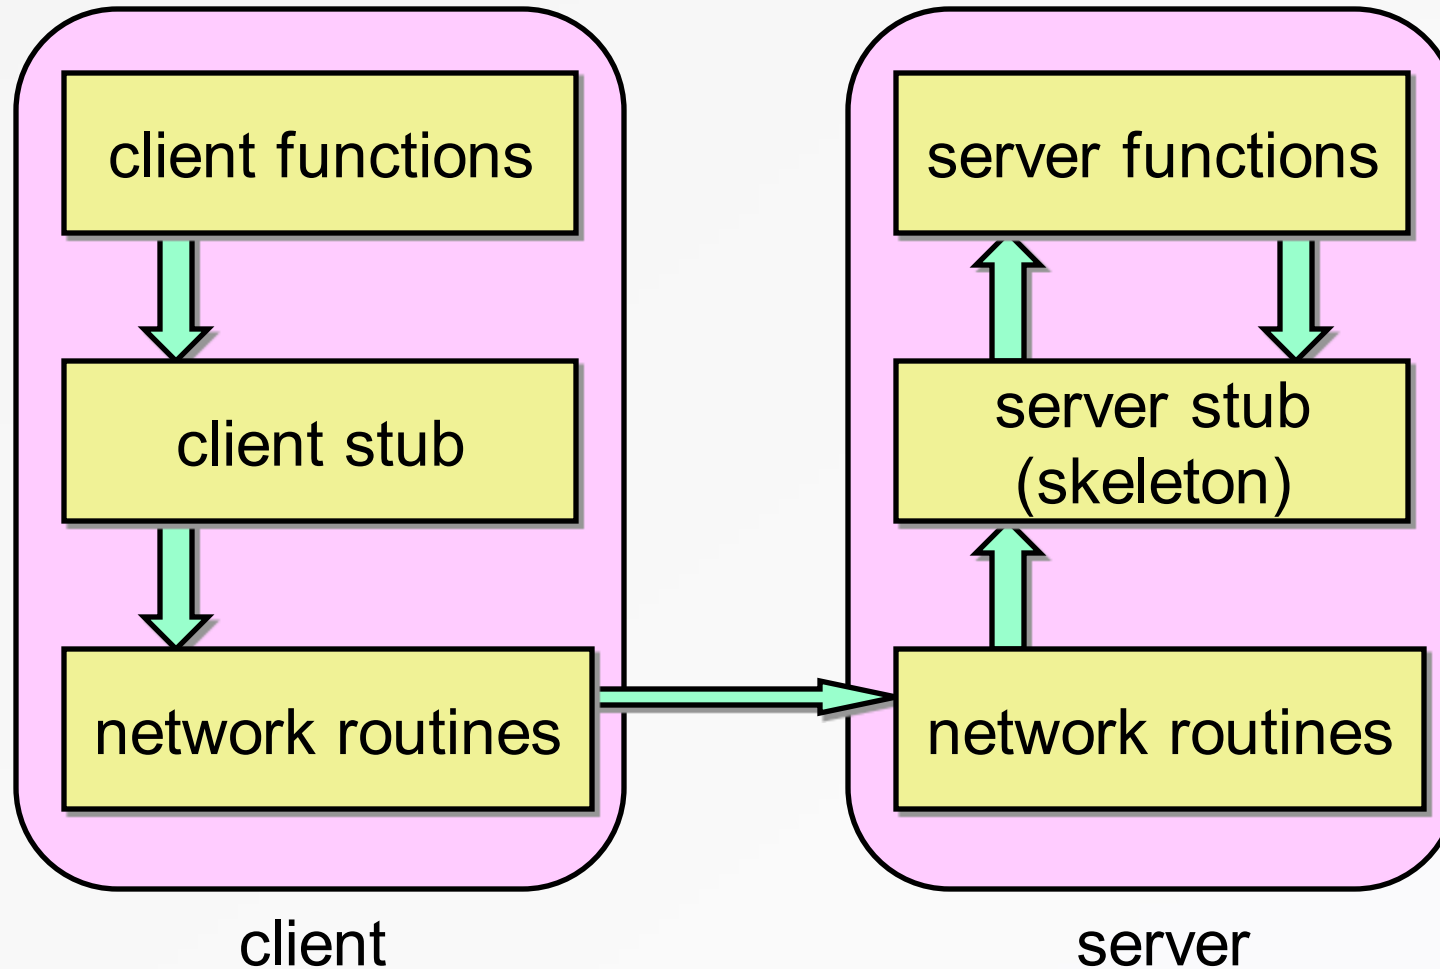 client functions
client stub
network routines
client
server functions
server stub
(skeleton)
network routines
server